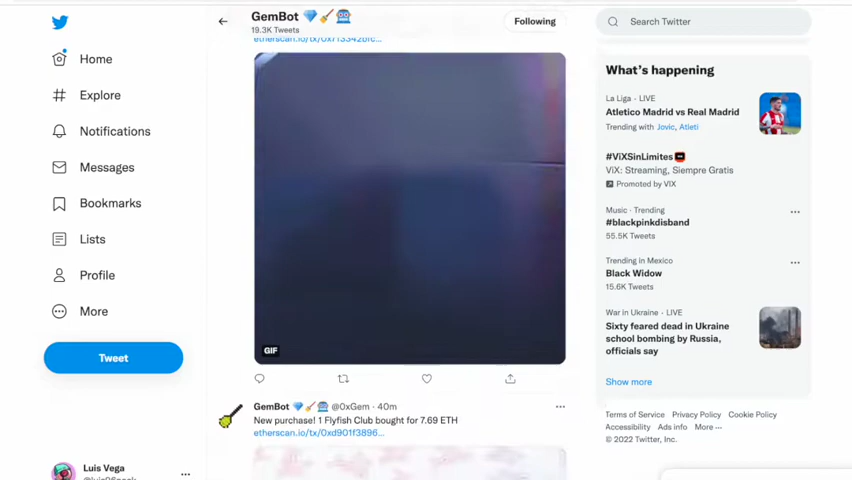 Home
Explore
Notifications
Messages
Bookmarks
Lists
Profile
More
Tweet
Luis Vega
GemBot
19.3K Tweets
Following
GIF
GemBot @0xGem · 40m
New purchase! 1 Flyfish Club bought for 7.69 ETH
etherscan.io/tx/0xd901f3896...
Search Twitter
What's happening
La Liga · LIVE
Atletico Madrid vs Real Madrid
Trending with Jovic, Atleti
#ViXSinLimites
ViX: Streaming, Siempre Gratis
Promoted by VIX
Music · Trending
#blackpinkdisband
55.5K Tweets
Trending in Mexico
Black Widow
15.6K Tweets
War in Ukraine · LIVE
Sixty feared dead in Ukraine
school bombing by Russia,
officials say
Show more
Terms of Service Privacy Policy Cookie Policy
Accessibility Ads info More ···
© 2022 Twitter, Inc.